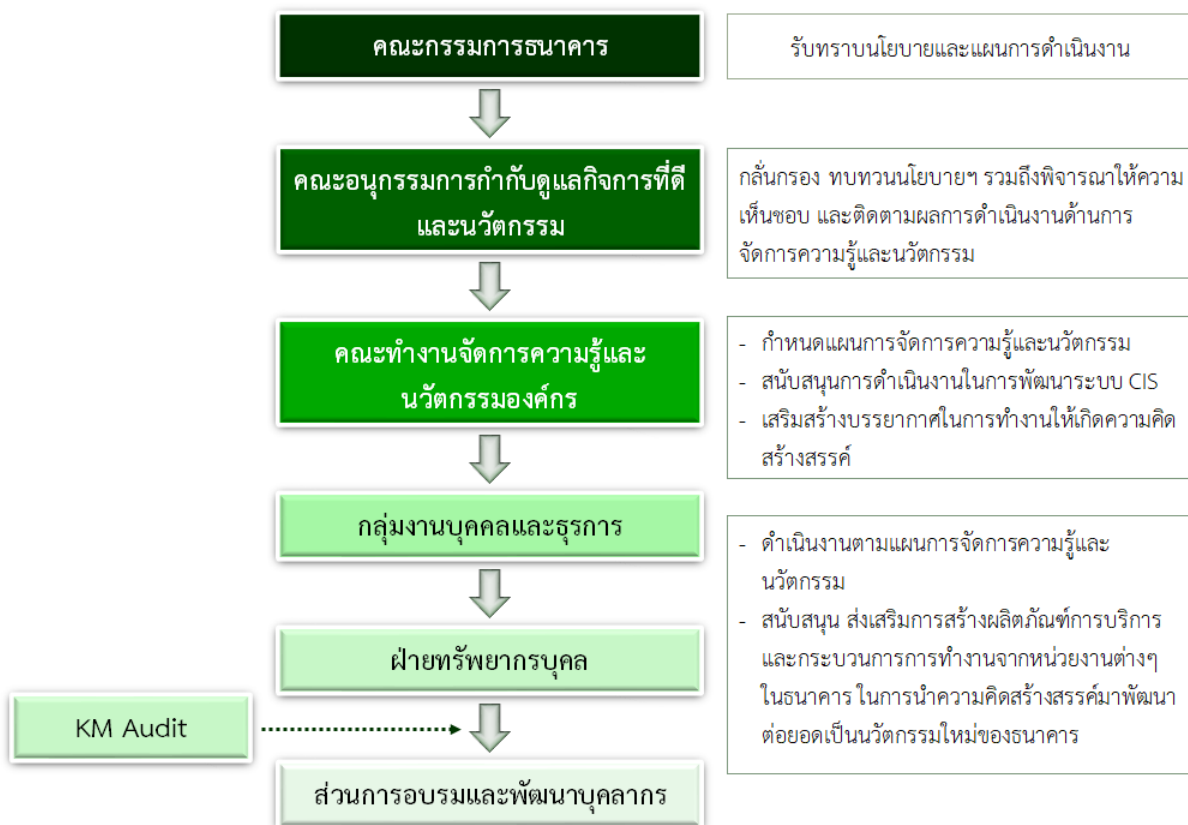 คณะกรรมการธนาคาร
รับทราบนโยบายและแผนการดำเนินงาน
คณะอนุกรรมการกำกับดูแลกิจการที่ดี
และนวัตกรรม
กลั่นกรอง ทบทวนนโยบายฯ รวมถึงพิจารณาให้ความ
เห็นชอบ และติดตามผลการดำเนินงานด้านการ
จัดการความรู้และนวัตกรรม
คณะทำงานจัดการความรู้และ
นวัตกรรมองค์กร
- กำหนดแผนการจัดการความรู้และนวัตกรรม
- สนับสนุนการดำเนินงานในการพัฒนาระบบ CIS
- เสริมสร้างบรรยากาศในการทำงานให้เกิดความคิด
สร้างสรรค์
กลุ่มงานบุคคลและธุรการ
- ดำเนินงานตามแผนการจัดการความรู้และ
นวัตกรรม
- สนับสนุน ส่งเสริมการสร้างผลิตภัณฑ์การบริการ
และกระบวนการการทำงานจากหน่วยงานต่างๆ
ในธนาคาร ในการนำความคิดสร้างสรรค์มาพัฒนา
ต่อยอดเป็นนวัตกรรมใหม่ของธนาคาร
ฝ่ายทรัพยากรบุคล
KM Audit
ส่วนการอบรมและพัฒนาบุคลากร